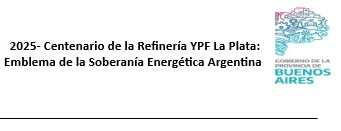 2025- Centenario de la Refinería YPF La Plata:
Emblema de la Soberanía Energética Argentina
GOBIERNO DE LA
PROVINCIA DE
BUENOS
AIRES